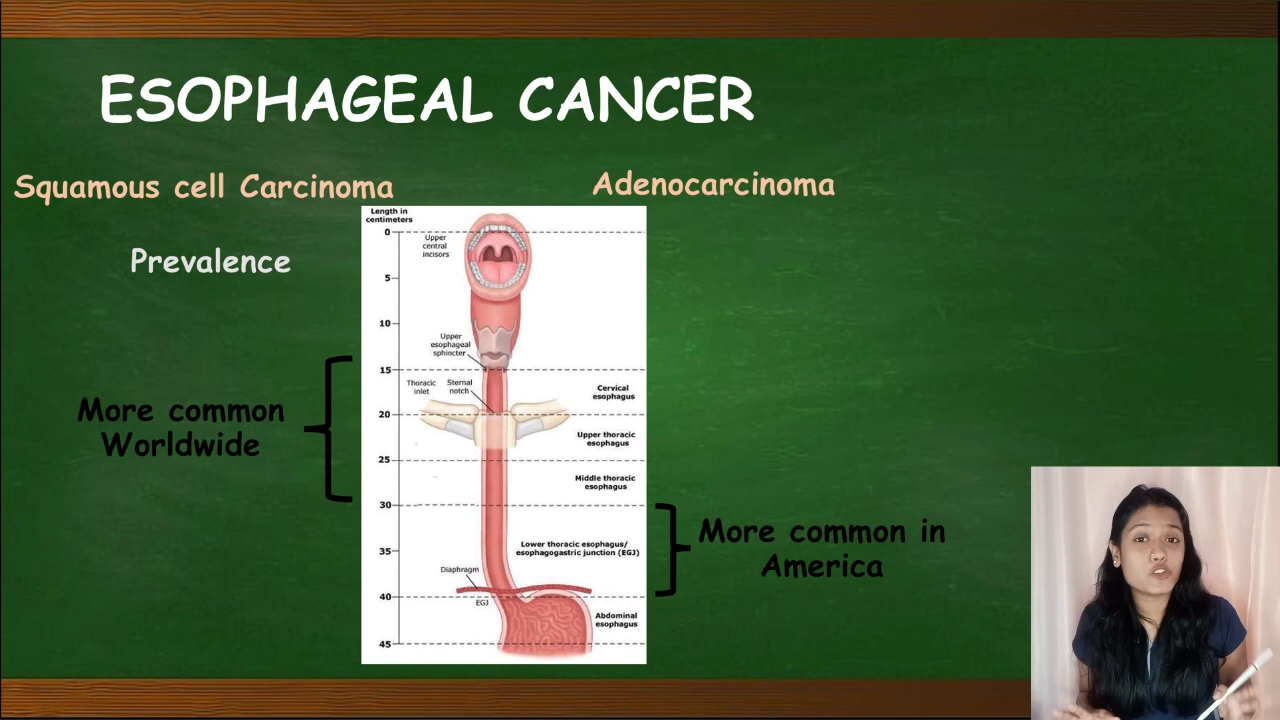 ESOPHAGEAL CANCER
Squamous cell Carcinoma
Adenocarcinoma
Prevalence
More common
Worldwide
Length in
centimeters
0
Upper
central
incisors
5
10
Upper
esophageal
sphincter
15
Thoracic
inlet
Sternal
notch
Cervical
esophagus
20
Upper thoracic
esophagus
25
Middle thoracic
esophagus
30
Lower thoracic esophagus/
esophagogastric junction (EGJ)
35
Diaphragm
40
EGJ
Abdominal
esophagus
45
More common in
America